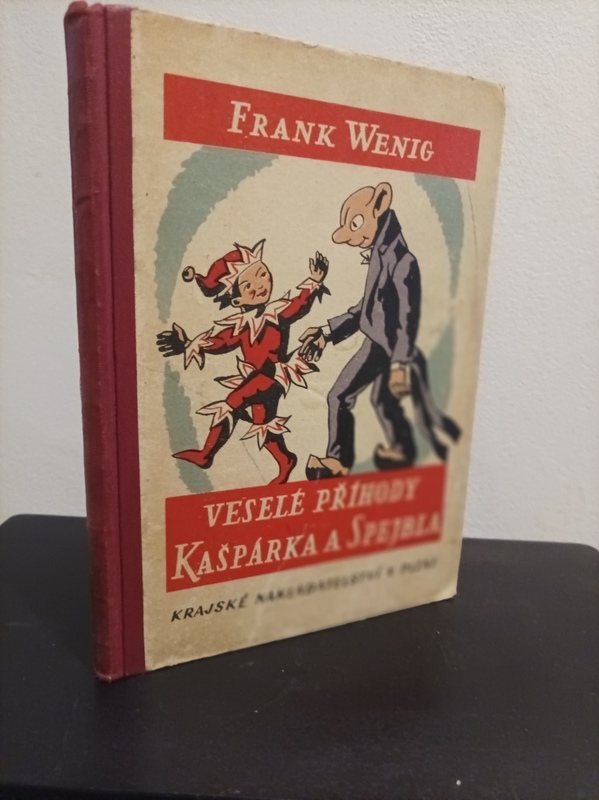 FRANK WENIG
VESELÉ PŘÍHODY
KAŠPÁRKA A SPEJBLA
KRAJSKÉ NAKLADATELSTVÍ V PLZNI